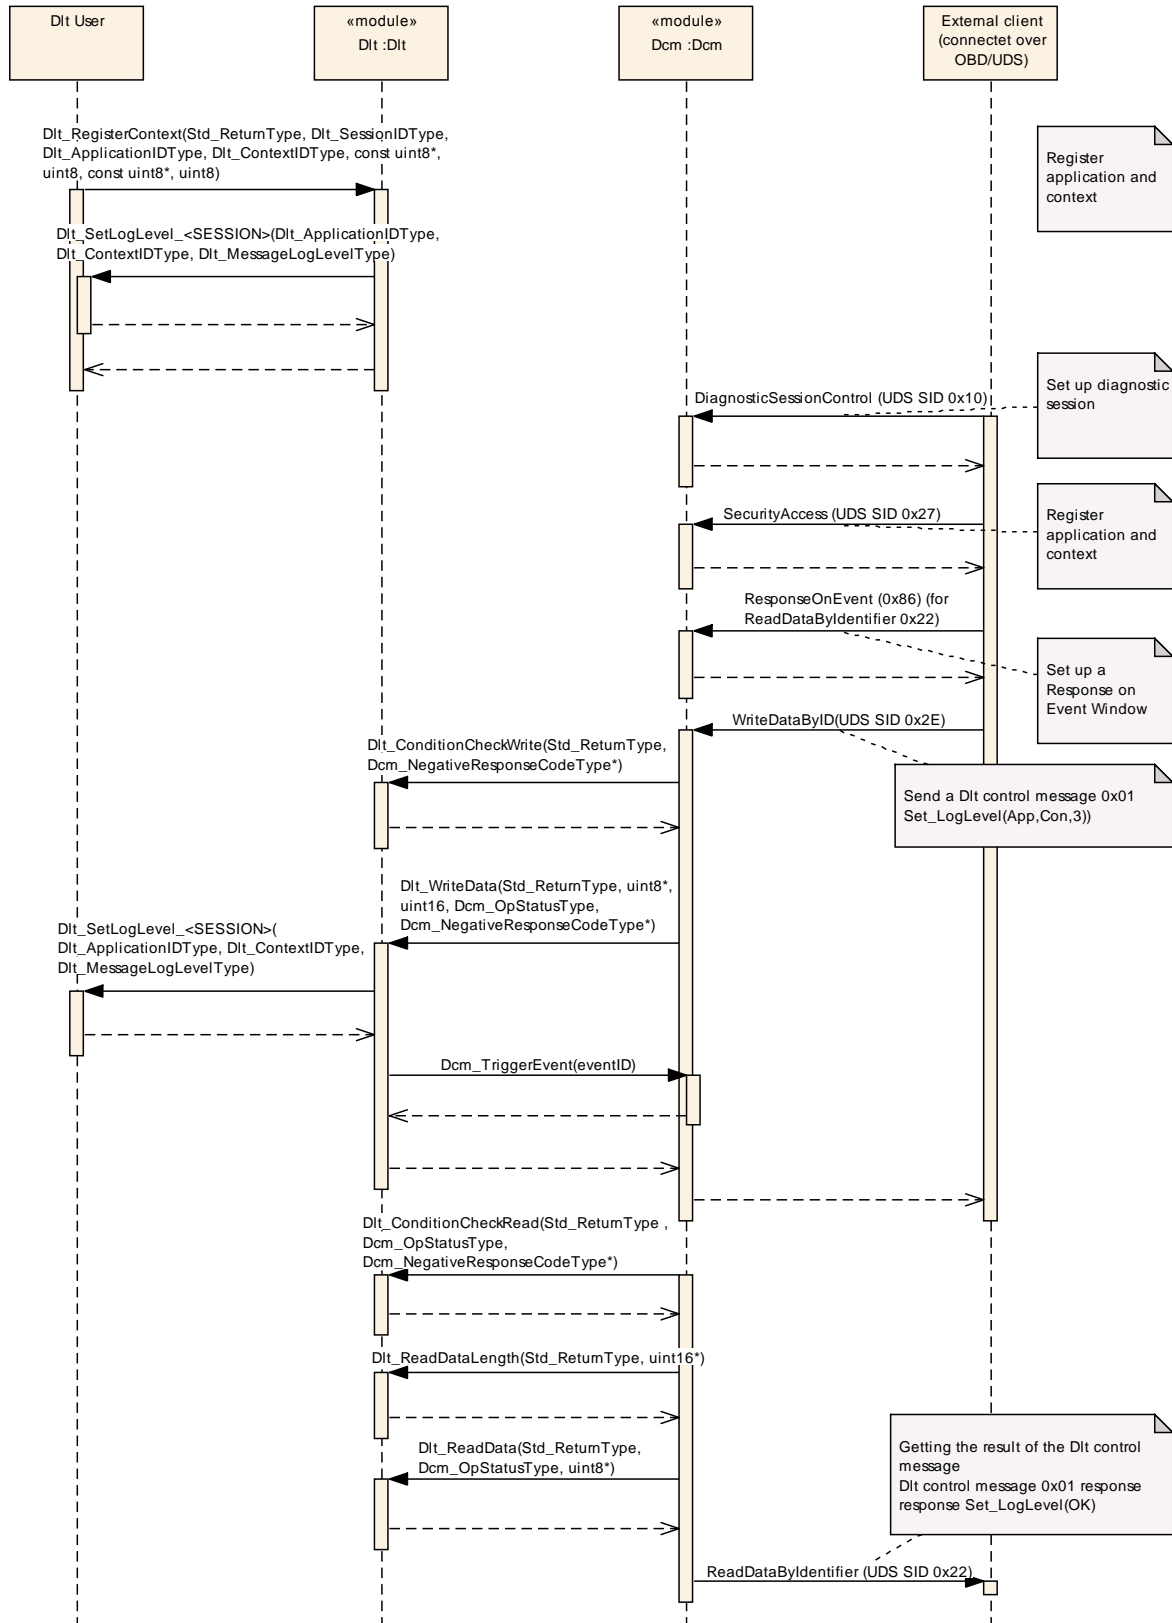 Dlt User
«module»
Dlt :Dlt
«module»
Dcm :Dcm
External client
(connectet over
OBD/UDS)
Dlt_RegisterContext(Std_ReturnType, Dlt_SessionIDType,
Dlt_ApplicationIDType, Dlt_ContextIDType, const uint8*,
uint8, const uint8*, uint8)
Register
application and
context
Dlt_SetLogLevel_<SESSION>(Dlt_ApplicationIDType,
Dlt_ContextIDType, Dlt_MessageLogLevelType)
Set up diagnostic
session
DiagnosticSessionControl (UDS SID 0x10)
SecurityAccess (UDS SID 0x27)
Register
application and
context
ResponseOnEvent (0x86) (for
ReadDataByIdentifier 0x22)
Set up a
Response on
Event Window
WriteDataByID(UDS SID 0x2E)
Dlt_ConditionCheckWrite(Std_ReturnType,
Dcm_NegativeResponseCodeType*)
Send a Dlt control message 0x01
Set_LogLevel(App,Con,3))
Dlt_WriteData(Std_ReturnType, uint8*,
uint16, Dcm_OpStatusType,
Dcm_NegativeResponseCodeType*)
Dlt_SetLogLevel_<SESSION>(
Dlt_ApplicationIDType, Dlt_ContextIDType,
Dlt_MessageLogLevelType)
Dcm_TriggerEvent(eventID)
Dlt_ConditionCheckRead(Std_ReturnType ,
Dcm_OpStatusType,
Dcm_NegativeResponseCodeType*)
Dlt_ReadDataLength(Std_ReturnType, uint16*)
Dlt_ReadData(Std_ReturnType,
Dcm_OpStatusType, uint8*)
Getting the result of the Dlt control
message
Dlt control message 0x01 response
response Set_LogLevel(OK)
ReadDataByIdentifier (UDS SID 0x22)